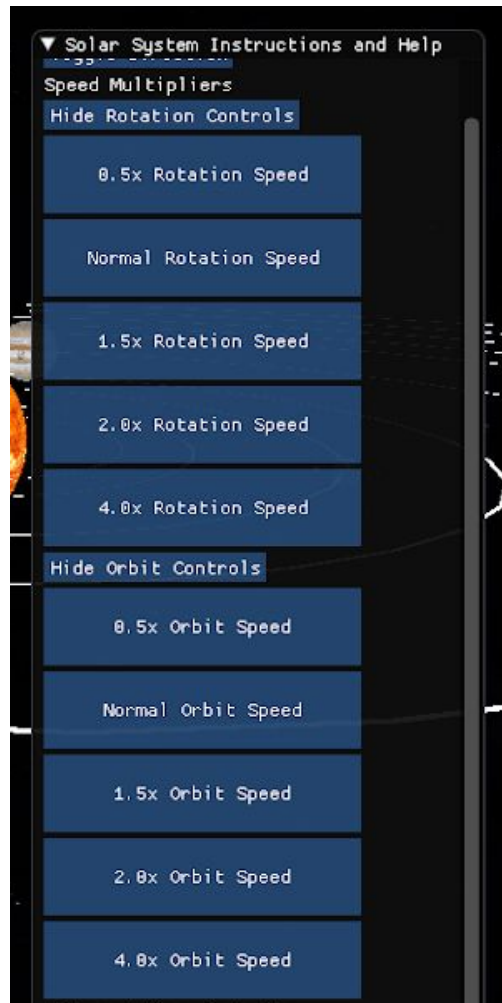 ▼ Solar System Instructions and Help
Toggle Direction
Speed Multipliers
Hide Rotation Controls
0.5x Rotation Speed
Normal Rotation Speed
1.5x Rotation Speed
2.0x Rotation Speed
4.0x Rotation Speed
Hide Orbit Controls
0.5x Orbit Speed
Normal Orbit Speed
1.5x Orbit Speed
2.0x Orbit Speed
4.0x Orbit Speed